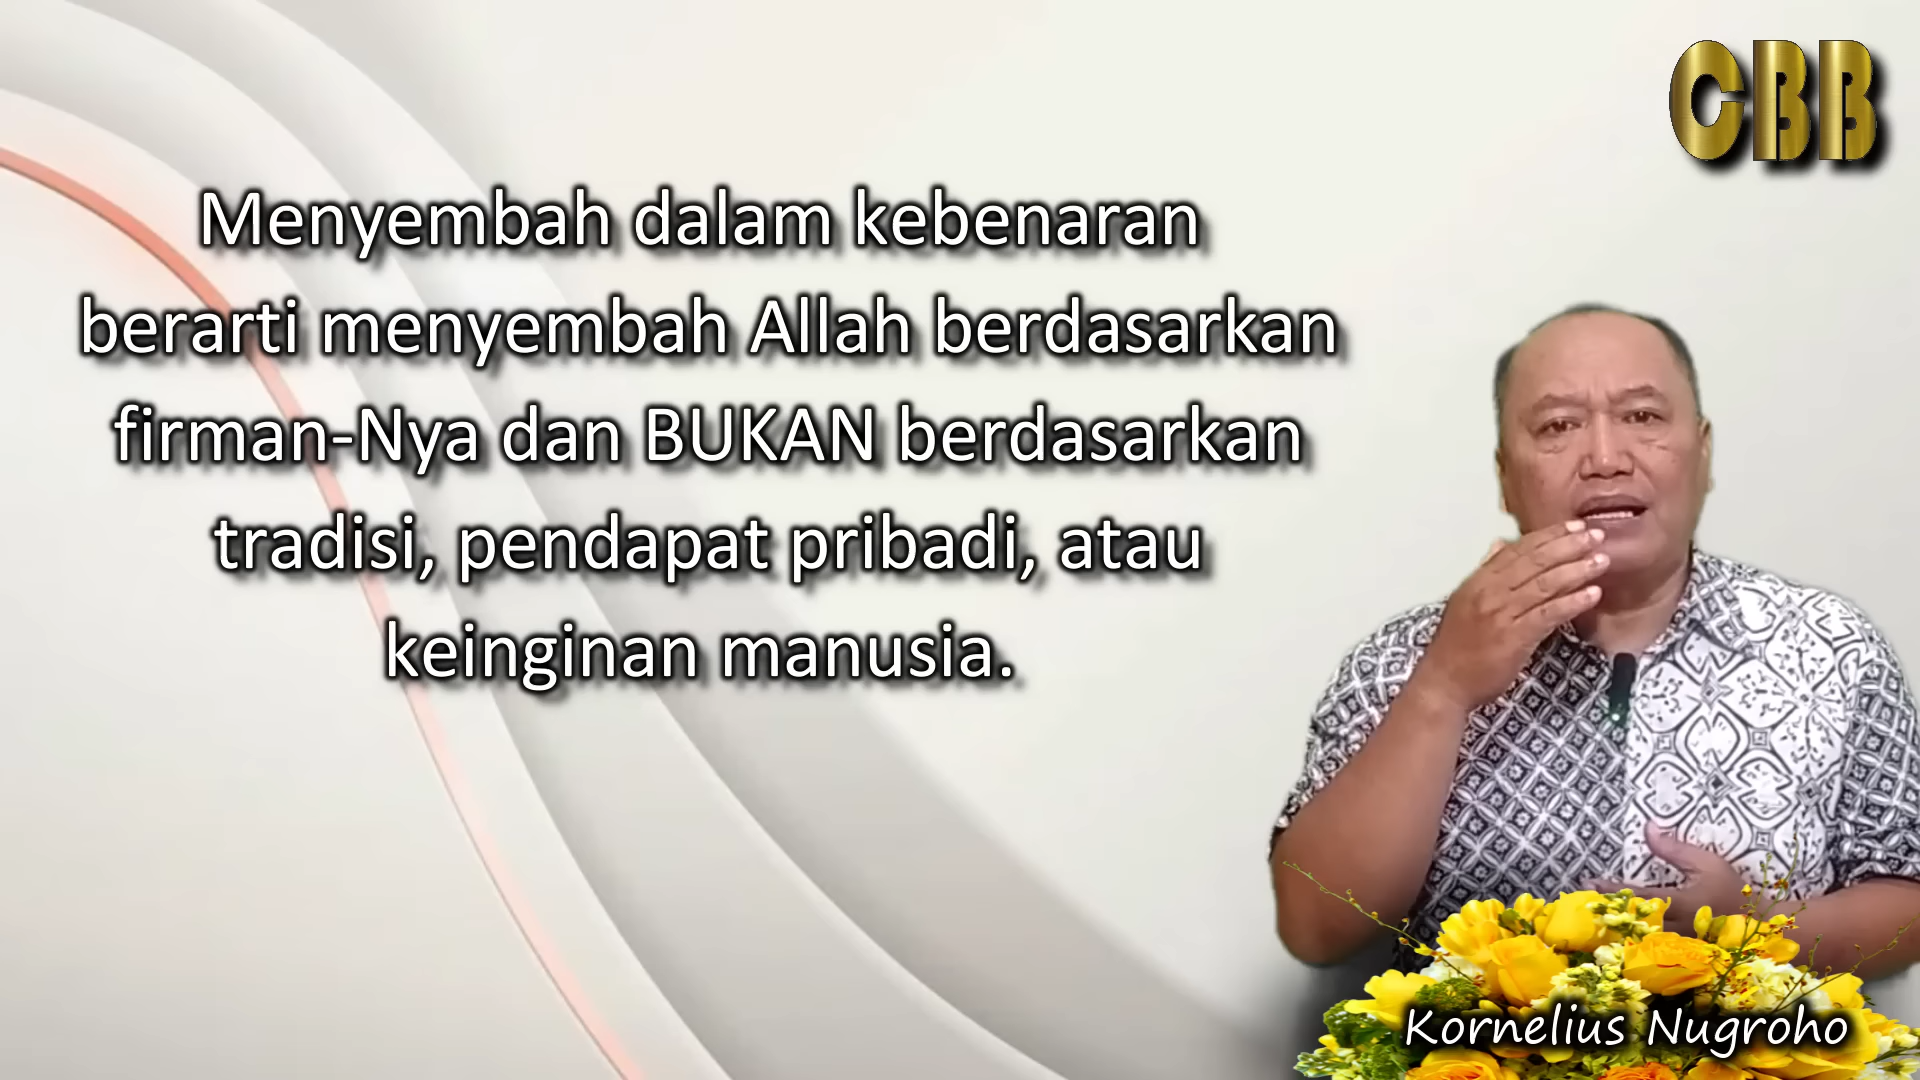 CBB
Menyembah dalam kebenaran
berarti menyembah Allah berdasarkan
firman-Nya dan BUKAN berdasarkan
tradisi, pendapat pribadi, atau
keinginan manusia.
Kornelius Nugroho